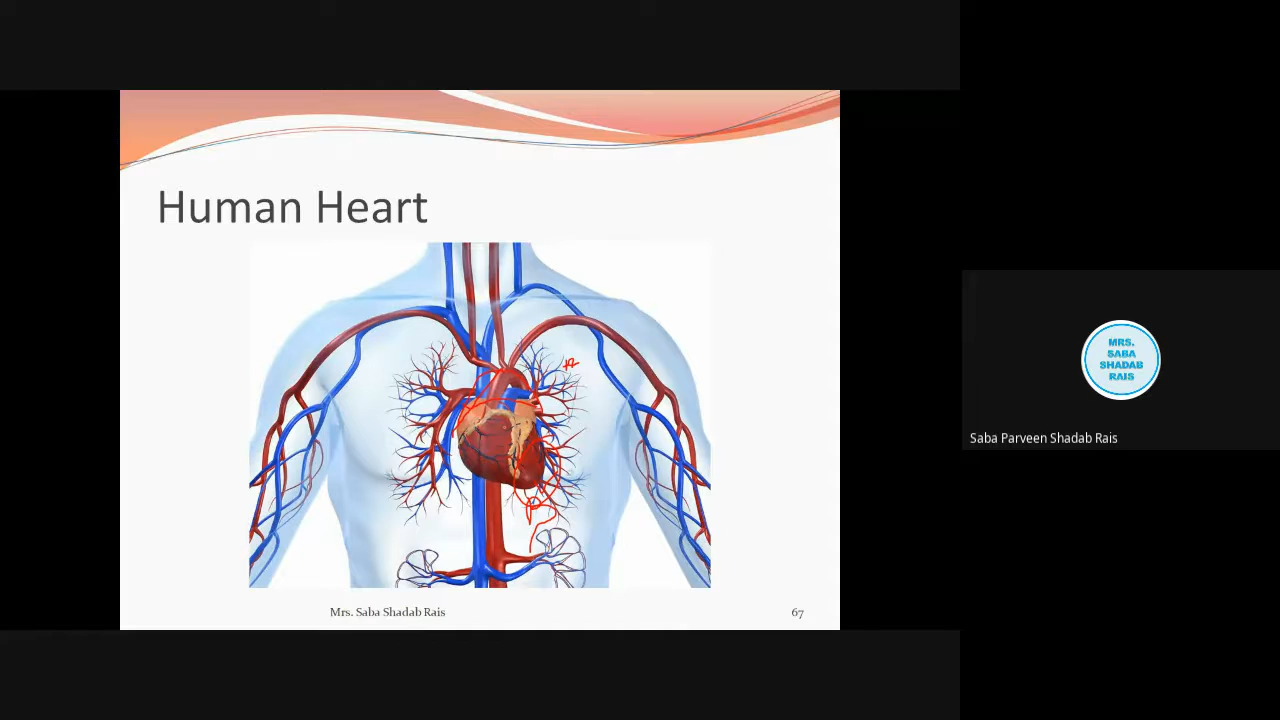 Human Heart
Mrs. Saba Shadab Rais
67
MRS.
SABA
SHADAB
RAIS
Saba Parveen Shadab Rais